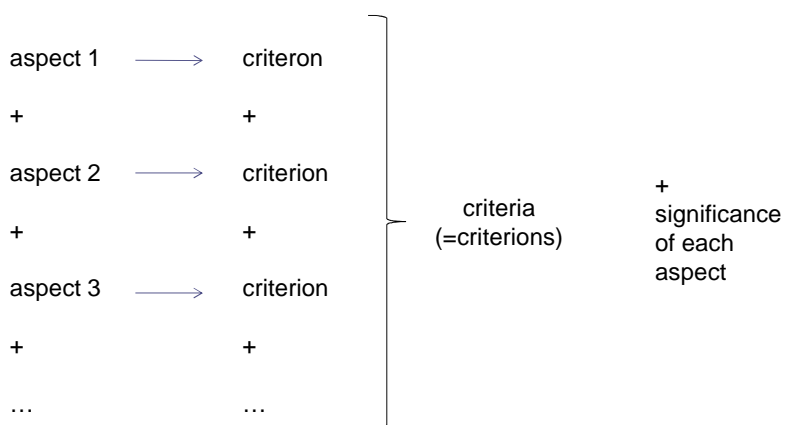 aspect 1 criteron
+ +
aspect 2 criterion
+ +
aspect 3 criterion
+ +
… …
criteria
(=criterions)
+
significance
of each
aspect